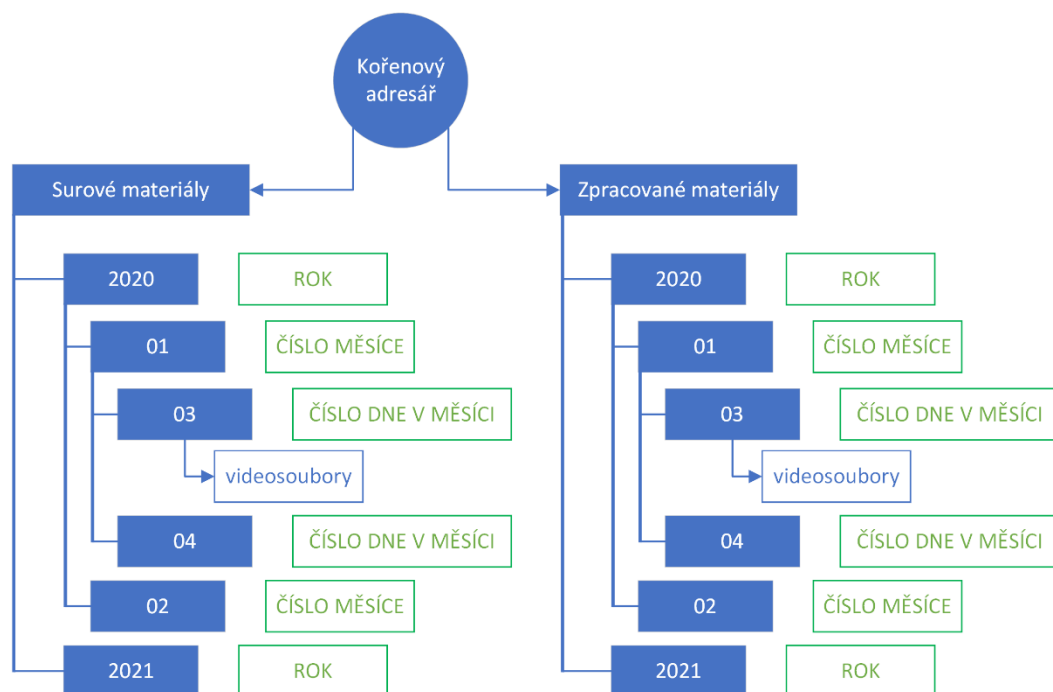 Kořenový
adresář
Surové materiály
Zpracované materiály
2020
ROK
01
ČÍSLO MĚSÍCE
03
ČÍSLO DNE V MĚSÍCI
videosoubory
04
ČÍSLO DNE V MĚSÍCI
02
ČÍSLO MĚSÍCE
2021
ROK
2020
ROK
01
ČÍSLO MĚSÍCE
03
ČÍSLO DNE V MĚSÍCI
videosoubory
04
ČÍSLO DNE V MĚSÍCI
02
ČÍSLO MĚSÍCE
2021
ROK